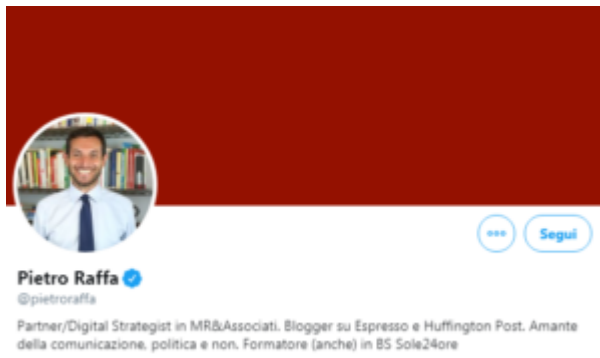 Segui
Pietro Raffa
@pietroraffa
Partner/Digital Strategist in MR&Associati. Blogger su Espresso e Huffington Post. Amante
della comunicazione, politica e non. Formatore (anche) in BS Sole24ore